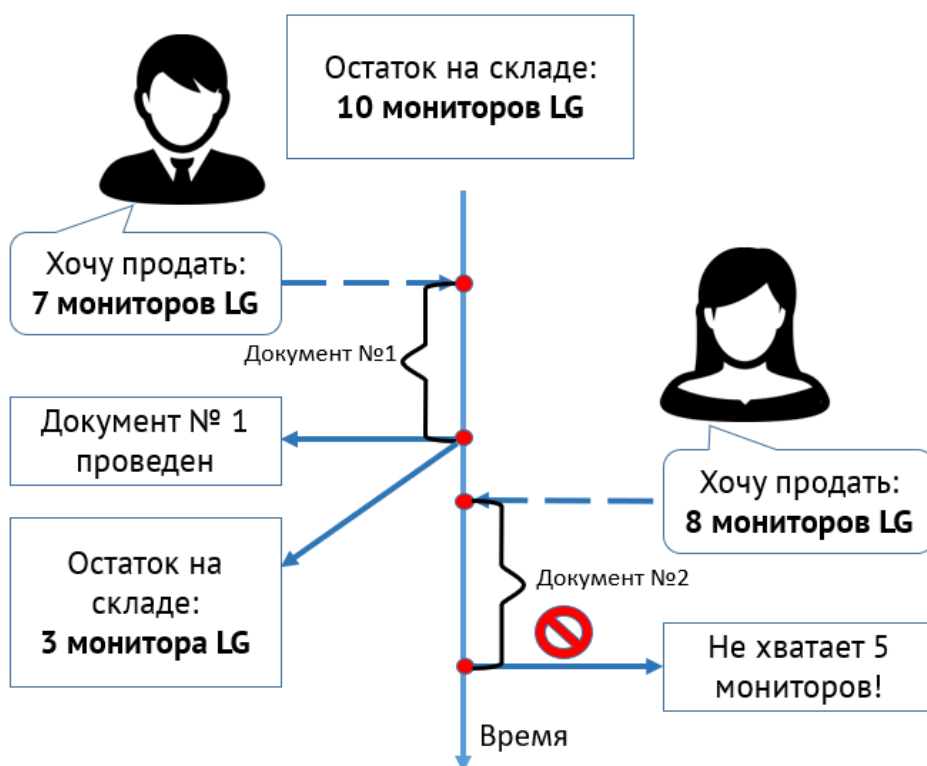 Остаток на складе:
10 мониторов LG
Хочу продать:
7 мониторов LG
Документ №1
Документ № 1
проведен
Хочу продать:
8 мониторов LG
Остаток на
складе:
3 монитора LG
Документ №2
Не хватает 5
мониторов!
Время